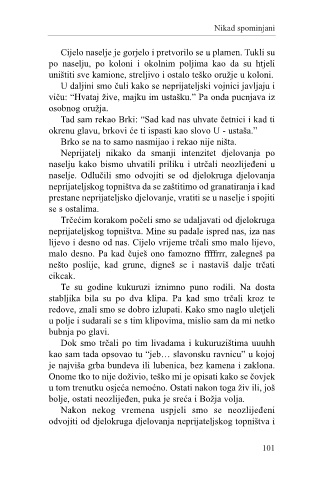 Nikad spominjani
Cijelo naselje je gorjelo i pretvorilo se u plamen. Tukli su
po naselju, po koloni i okolnim poljima kao da su htjeli
uništiti sve kamione, streljivo i ostalo teško oružje u koloni.
U daljini smo čuli kako se neprijateljski vojnici javljaju i
viču: “Hvataj žive, majku im ustašku.” Pa onda pucnjava iz
osobnog oružja.
Tad sam rekao Brki: “Sad kad nas uhvate četnici i kad ti
okrenu glavu, brkovi će ti ispasti kao slovo U - ustaša.”
Brko se na to samo nasmijao i rekao nije ništa.
Neprijatelj nikako da smanji intenzitet djelovanja po
naselju kako bismo uhvatili priliku i utrčali neozlijeđeni u
naselje. Odlučili smo odvojiti se od djelokruga djelovanja
neprijateljskog topništva da se zaštitimo od granatiranja i kad
prestane neprijateljsko djelovanje, vratiti se u naselje i spojiti
se s ostalima.
Trčećim korakom počeli smo se udaljavati od djelokruga
neprijateljskog topništva. Mine su padale ispred nas, iza nas
lijevo i desno od nas. Cijelo vrijeme trčali smo malo lijevo,
malo desno. Pa kad čuješ ono famozno fffffrr, zalegneš pa
nešto poslije, kad grune, digneš se i nastaviš dalje trčati
cikcak.
Te su godine kukuruzi iznimno puno rodili. Na dosta
stabljika bila su po dva klipa. Pa kad smo trčali kroz te
redove, znali smo se dobro izlupati. Kako smo naglo uletjeli
u polje i sudarali se s tim klipovima, mislio sam da mi netko
bubnja po glavi.
Dok smo trčali po tim livadama i kukuruzištima uuuhh
kao sam tada opsovao tu “jeb… slavonsku ravnicu” u kojoj
je najviša grba bundeva ili lubenica, bez kamena i zaklona.
Onome tko to nije doživio, teško mi je opisati kako se čovjek
u tom trenutku osjeća nemoćno. Ostati nakon toga živ ili, još
bolje, ostati neozlijeđen, puka je sreća i Božja volja.
Nakon nekog vremena uspjeli smo se neozlijeđeni
odvojiti od djelokruga djelovanja neprijateljskog topništva i
101